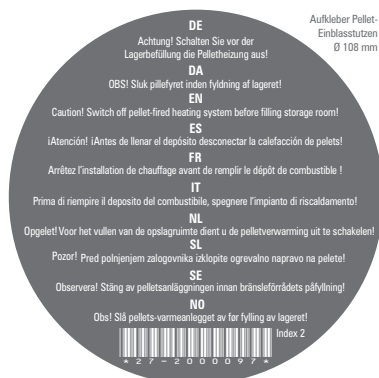 Aufkleber Pellet-
Einblasstutzen
Ø 108 mm
DE
Achtung! Schalten Sie vor der
Lagerbefüllung die Pelletheizung aus!
DA
OBS! Sluk pillefyret inden fyldning af lageret!
EN
Caution! Switch off pellet-fired heating system before filling storage room!
ES
¡Atención! ¡Antes de llenar el depósito desconectar la calefacción de pelets!
FR
Arrêtez l'installation de chauffage avant de remplir le dépôt de combustible !
IT
Prima di riempire il deposito del combustibile, spegnere l'impianto di riscaldamento!
NL
Opgelet! Voor het vullen van de opslagruimte dient u de pelletverwarming uit te schakelen!
SL
Pozor! Pred polnjenjem zalogovnika izklopite ogrevalno napravo na pelete!
SE
Observera! Stäng av pelletsanläggningen innan bränsleförrådets påfyllning!
NO
Obs! Slå pellets-varmeanlegget av før fylling av lageret!
Index 2
*27-2000097*